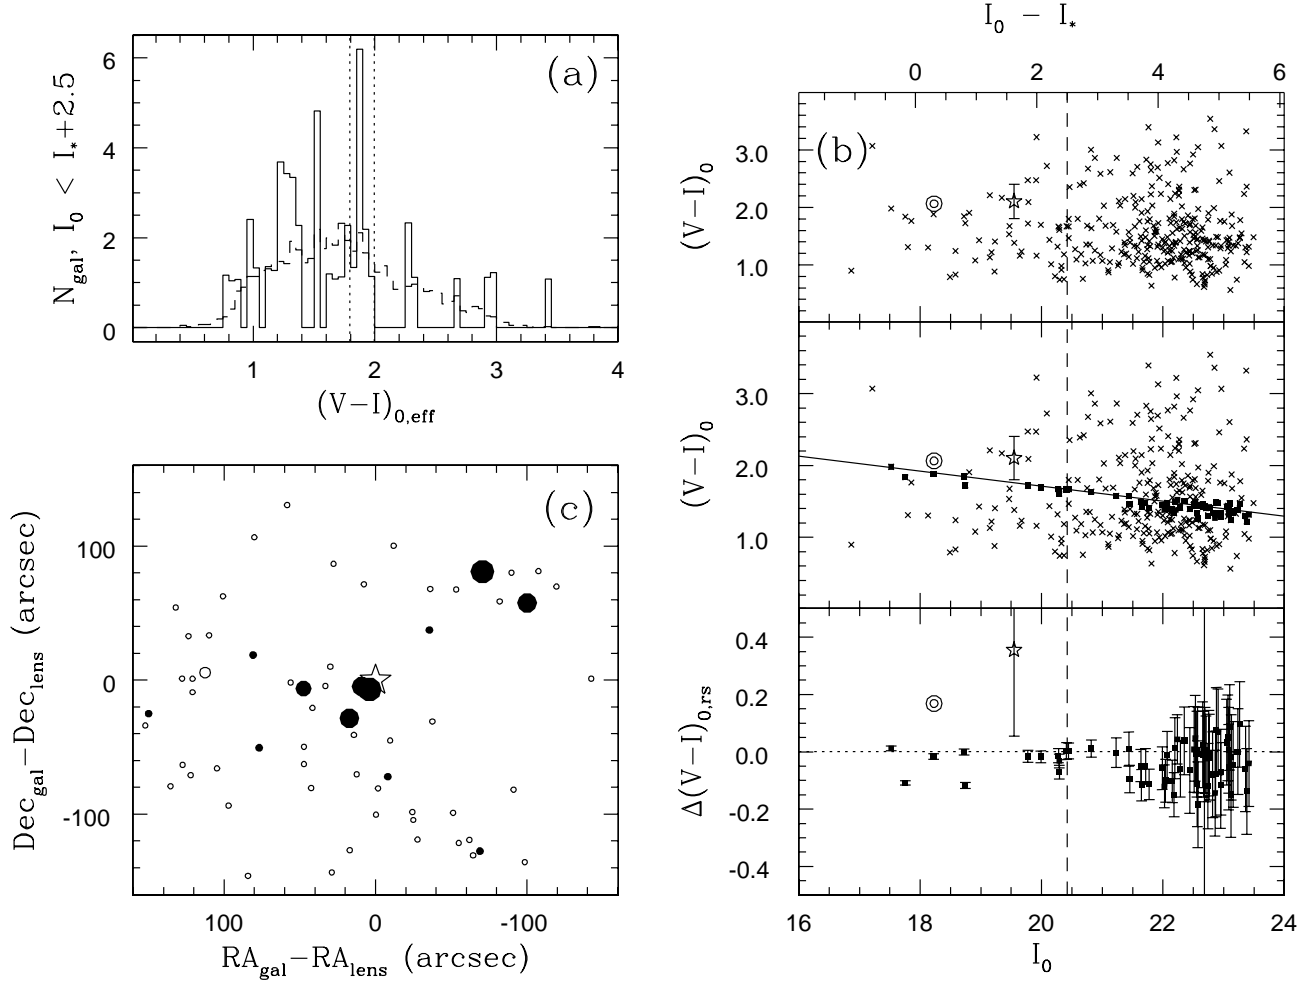 (a)
N_gal, I_0 < I_*+2.5
6
4
2
0
1 2 3 4
(V−I)_0,eff
I_0 − I_*
0 2 4 6
(b)
(V−I)_0
3.0
2.0
1.0
(V−I)_0
3.0
2.0
1.0
Δ(V−I)_0,rs
0.4
0.2
0.0
-0.2
-0.4
16 18 20 22 24
I_0
(c)
Dec_gal−Dec_lens (arcsec)
100
0
-100
100 0 -100
RA_gal−RA_lens (arcsec)